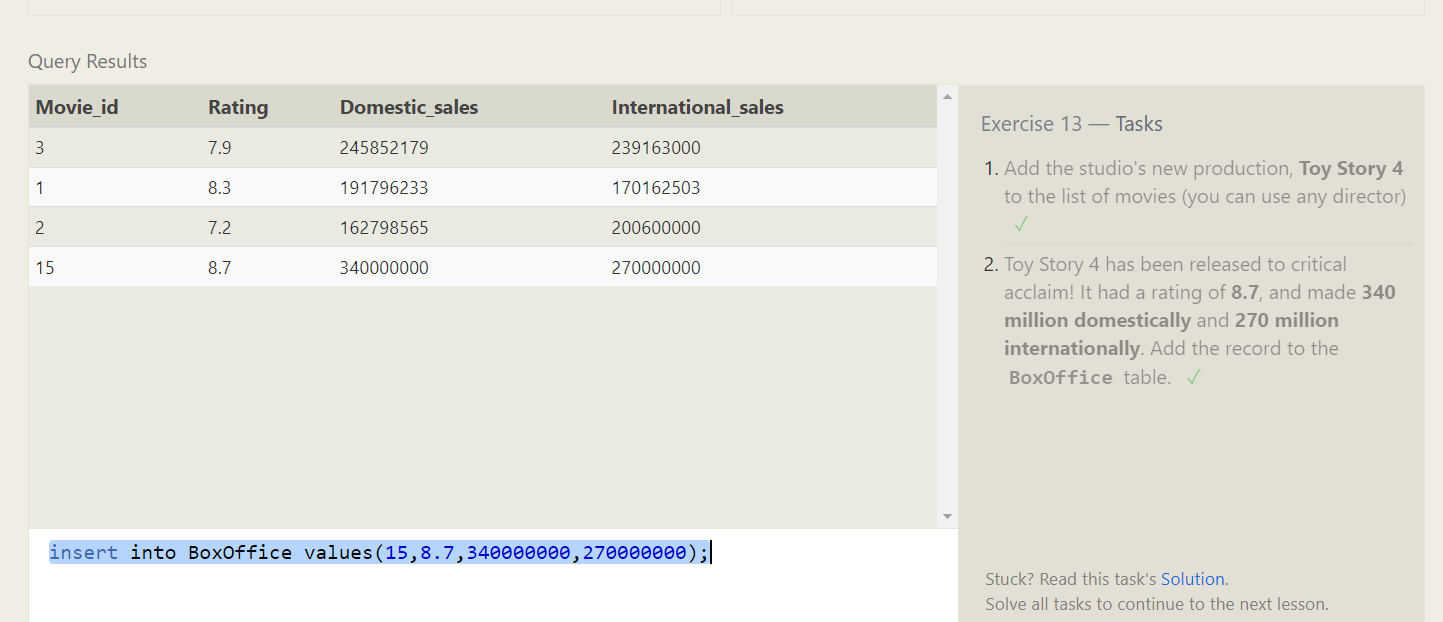 Query Results
Movie_id Rating Domestic_sales International_sales
3 7.9 245852179 239163000
1 8.3 191796233 170162503
2 7.2 162798565 200600000
15 8.7 340000000 270000000
insert into BoxOffice values(15,8.7,340000000,270000000);
Exercise 13 — Tasks
1. Add the studio's new production, Toy Story 4
to the list of movies (you can use any director)
✓
2. Toy Story 4 has been released to critical
acclaim! It had a rating of 8.7, and made 340
million domestically and 270 million
internationally. Add the record to the
BoxOffice table. ✓
Stuck? Read this task's Solution.
Solve all tasks to continue to the next lesson.